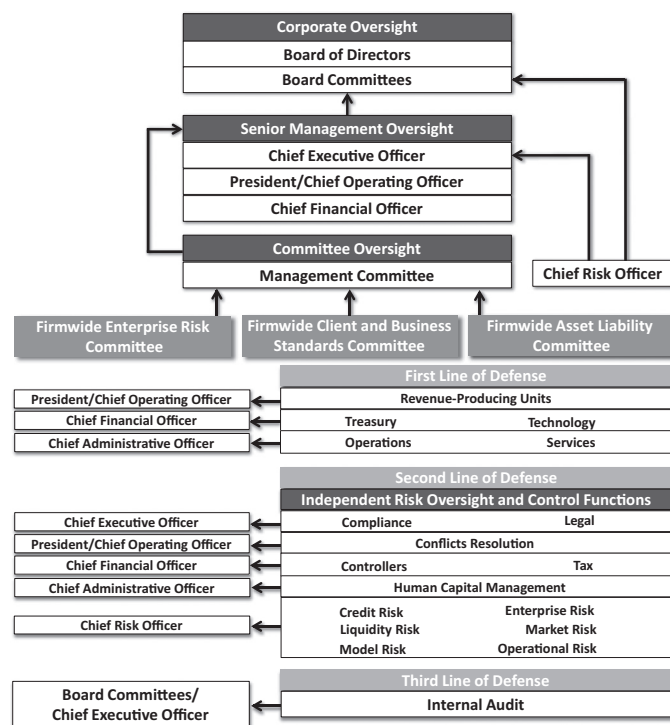 Corporate Oversight
Board of Directors
Board Committees
Senior Management Oversight
Chief Executive Officer
President/Chief Operating Officer
Chief Financial Officer
Committee Oversight
Management Committee
Chief Risk Officer
Firmwide Enterprise Risk
Committee
Firmwide Client and Business
Standards Committee
Firmwide Asset Liability
Committee
First Line of Defense
President/Chief Operating Officer
Revenue-Producing Units
Chief Financial Officer
Treasury
Technology
Chief Administrative Officer
Operations
Services
Second Line of Defense
Independent Risk Oversight and Control Functions
Chief Executive Officer
Compliance
Legal
President/Chief Operating Officer
Conflicts Resolution
Chief Financial Officer
Controllers
Tax
Chief Administrative Officer
Human Capital Management
Chief Risk Officer
Credit Risk
Enterprise Risk
Liquidity Risk
Market Risk
Model Risk
Operational Risk
Third Line of Defense
Board Committees/
Chief Executive Officer
Internal Audit